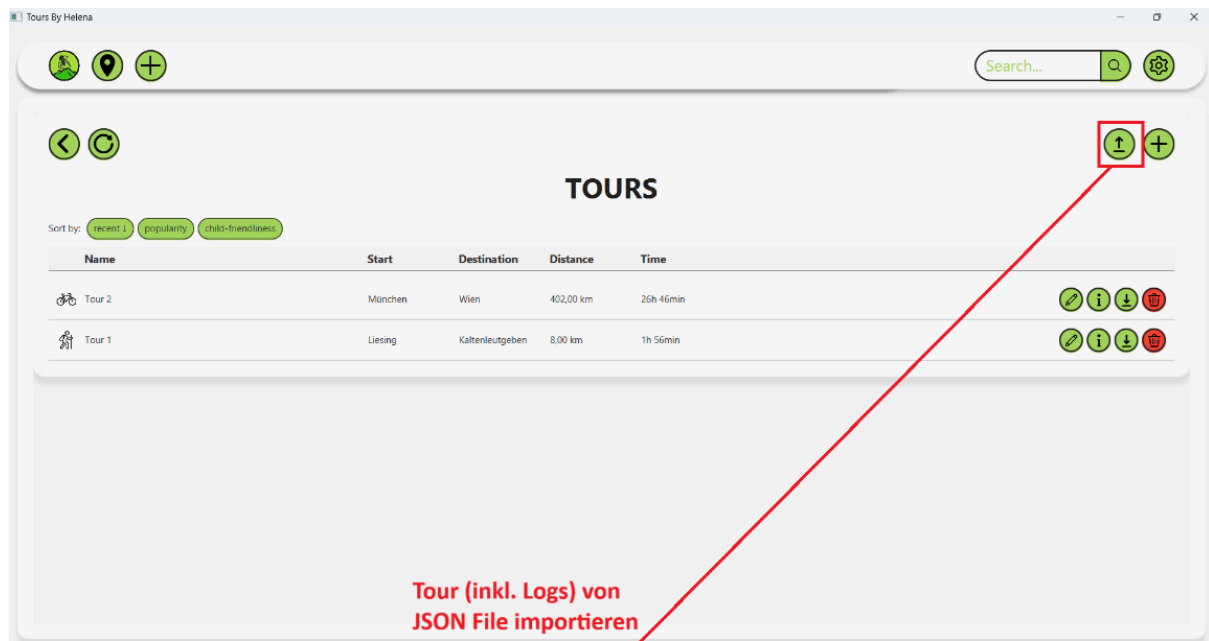 Tours By Helena
Search...
TOURS
Sort by: recent ↓ popularity child-friendliness
Name Start Destination Distance Time
Tour 2 München Wien 402,00 km 26h 46min
Tour 1 Liesing Kaltenleutgeben 8,00 km 1h 56min
Tour (inkl. Logs) von
JSON File importieren